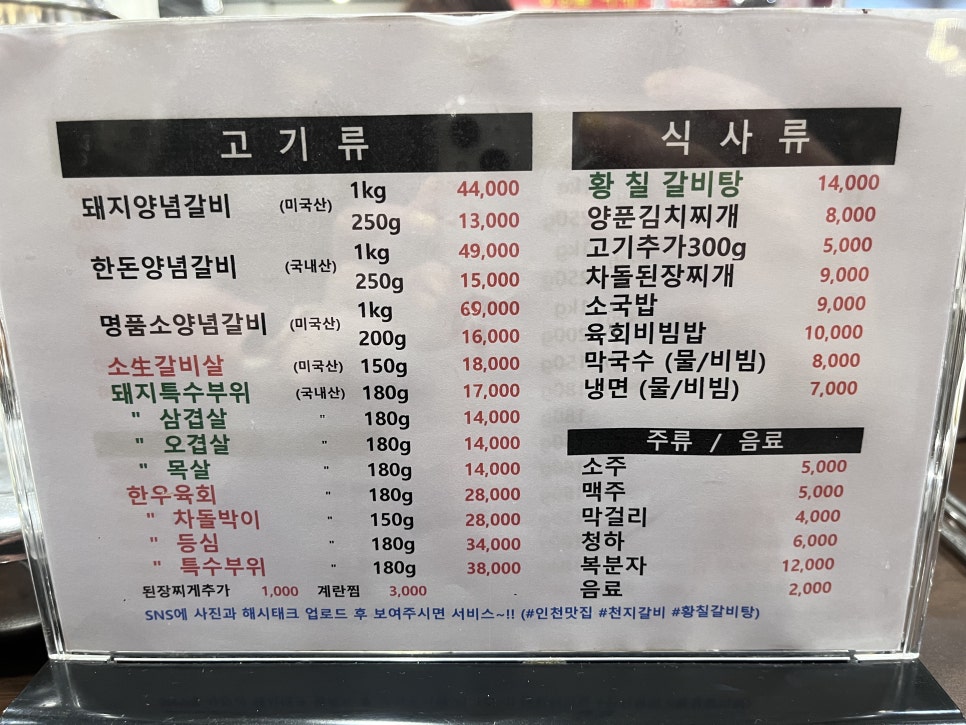 고 기 류
돼지양념갈비 (미국산) 1kg 44,000
250g 13,000
한돈양념갈비 (국내산) 1kg 49,000
250g 15,000
명품소양념갈비 (미국산) 1kg 69,000
200g 16,000
소生갈비살 (미국산) 150g 18,000
돼지특수부위 (국내산) 180g 17,000
" 삼겹살 " 180g 14,000
" 오겹살 " 180g 14,000
" 목살 " 180g 14,000
한우육회 " 180g 28,000
" 차돌박이 " 150g 28,000
" 등심 " 180g 34,000
" 특수부위 " 180g 38,000
된장찌게추가 1,000 계란찜 3,000
식 사 류
황 칠 갈비탕 14,000
양푼김치찌개 8,000
고기추가300g 5,000
차돌된장찌개 9,000
소국밥 9,000
육회비빔밥 10,000
막국수 (물/비빔) 8,000
냉면 (물/비빔) 7,000
주류 / 음료
소주 5,000
맥주 5,000
막걸리 4,000
청하 6,000
복분자 12,000
음료 2,000
SNS에 사진과 해시태크 업로드 후 보여주시면 서비스~!! (#인천맛집 #천지갈비 #황칠갈비탕)